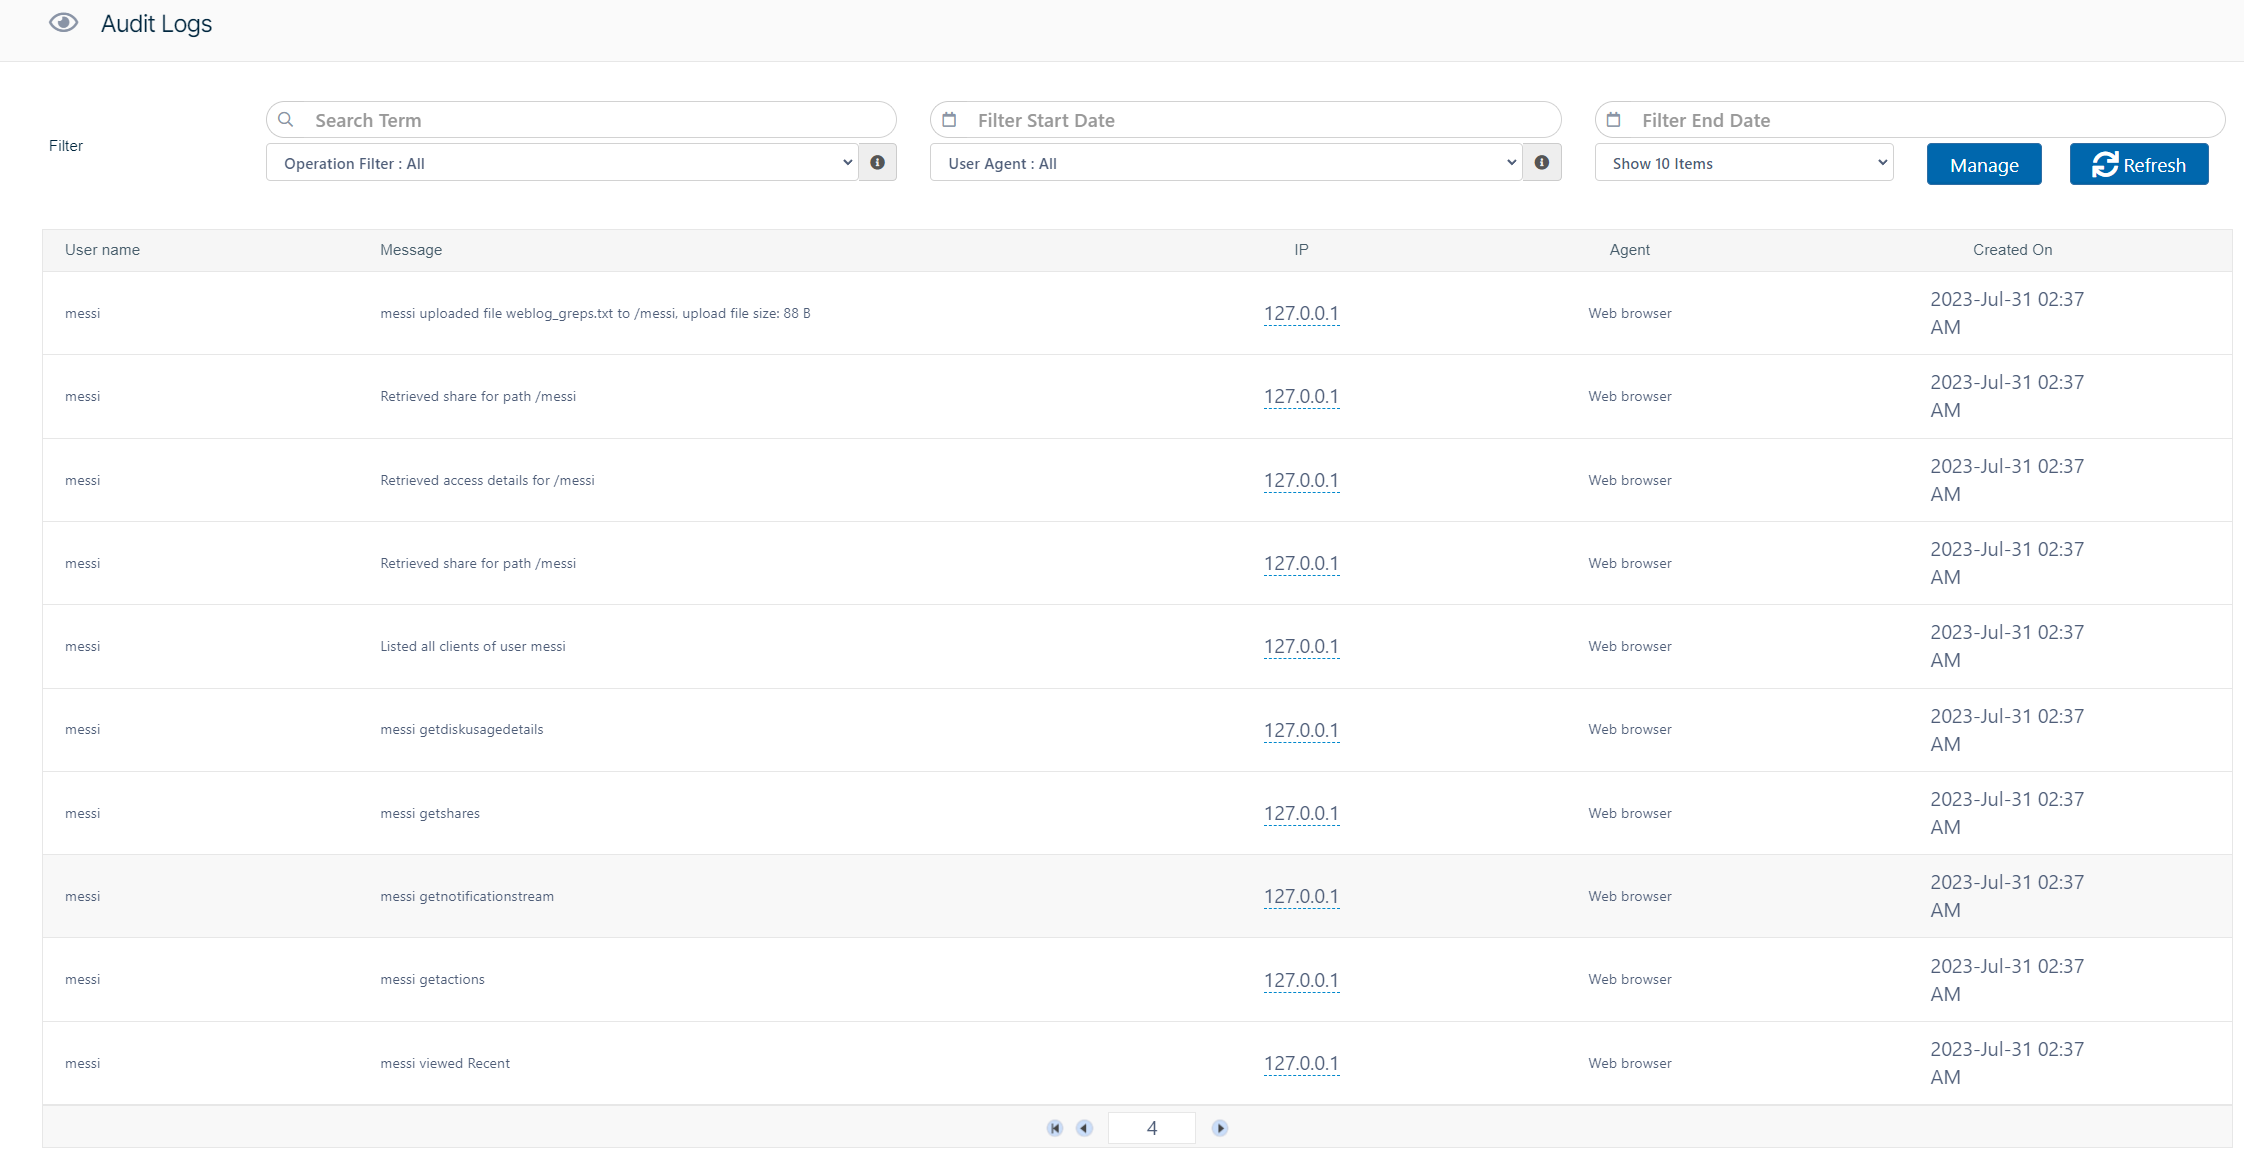 Audit Logs
Filter
Search Term
Filter Start Date
Filter End Date
Operation Filter : All
User Agent : All
Show 10 Items
Manage
Refresh
User name Message IP Agent Created On
messi messi uploaded file weblog_greps.txt to /messi, upload file size: 88 B 127.0.0.1 Web browser 2023-Jul-31 02:37
AM
messi Retrieved share for path /messi 127.0.0.1 Web browser 2023-Jul-31 02:37
AM
messi Retrieved access details for /messi 127.0.0.1 Web browser 2023-Jul-31 02:37
AM
messi Retrieved share for path /messi 127.0.0.1 Web browser 2023-Jul-31 02:37
AM
messi Listed all clients of user messi 127.0.0.1 Web browser 2023-Jul-31 02:37
AM
messi messi getdiskusagedetails 127.0.0.1 Web browser 2023-Jul-31 02:37
AM
messi messi getshares 127.0.0.1 Web browser 2023-Jul-31 02:37
AM
messi messi getnotificationstream 127.0.0.1 Web browser 2023-Jul-31 02:37
AM
messi messi getactions 127.0.0.1 Web browser 2023-Jul-31 02:37
AM
messi messi viewed Recent 127.0.0.1 Web browser 2023-Jul-31 02:37
AM
4